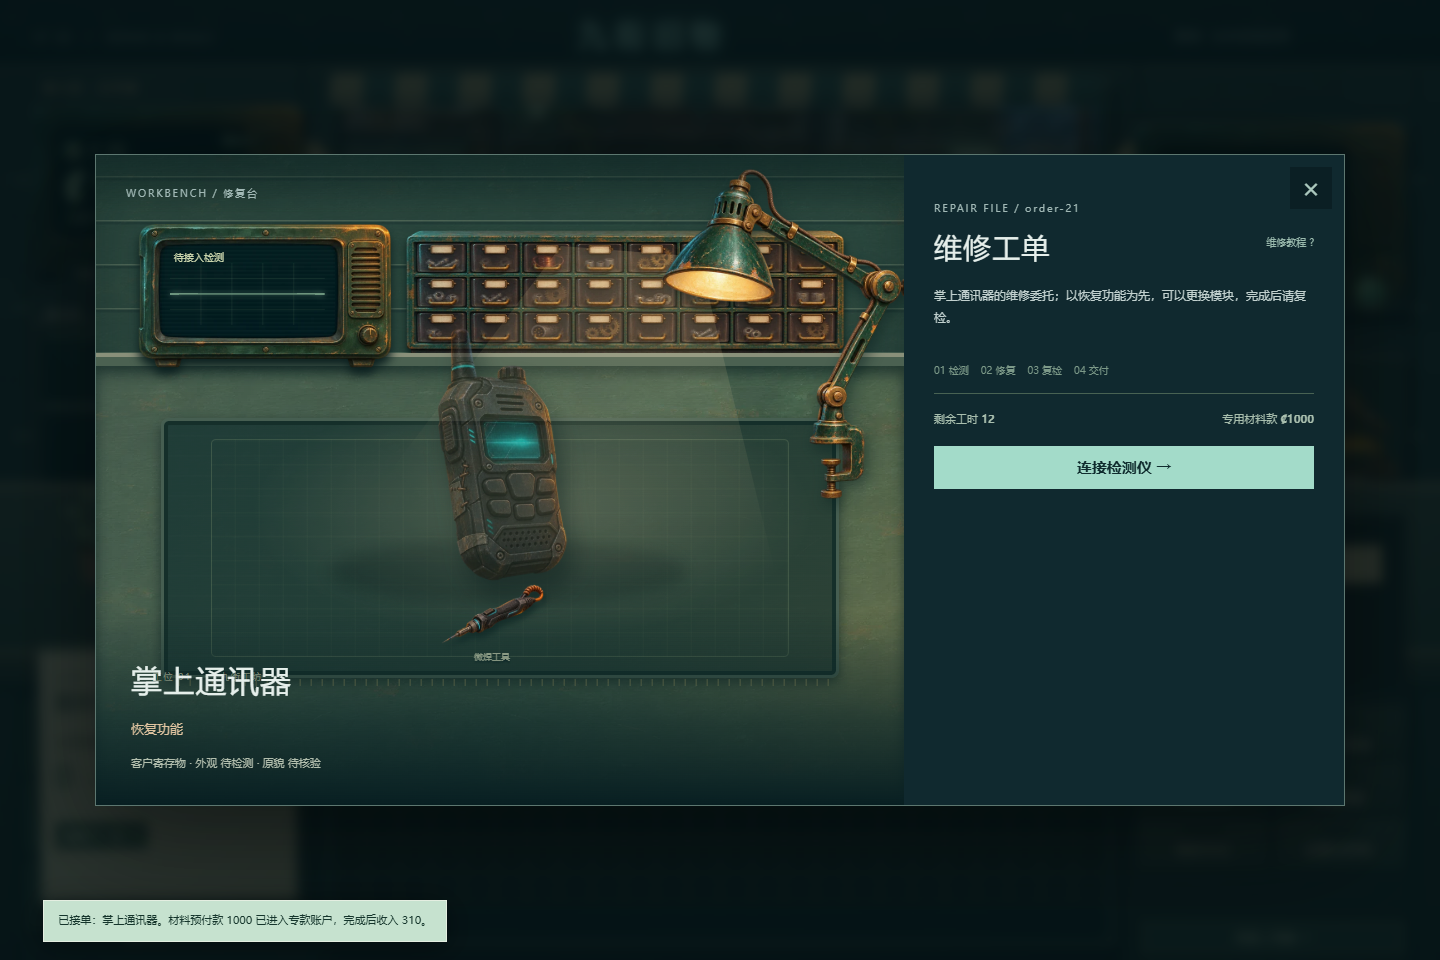 WORKBENCH / 修复台
待接入检测
微焊工具
掌上通讯器
恢复功能
客户寄存物 · 外观 待检测 · 原貌 待核验
REPAIR FILE / order-21
维修工单
维修教程 ?
掌上通讯器的维修委托；以恢复功能为先，可以更换模块，完成后请复
检。
01 检测 02 修复 03 复检 04 交付
剩余工时 12
专用材料款 ₡1000
连接检测仪 →
已接单：掌上通讯器。材料预付款 1000 已进入专款账户，完成后收入 310。